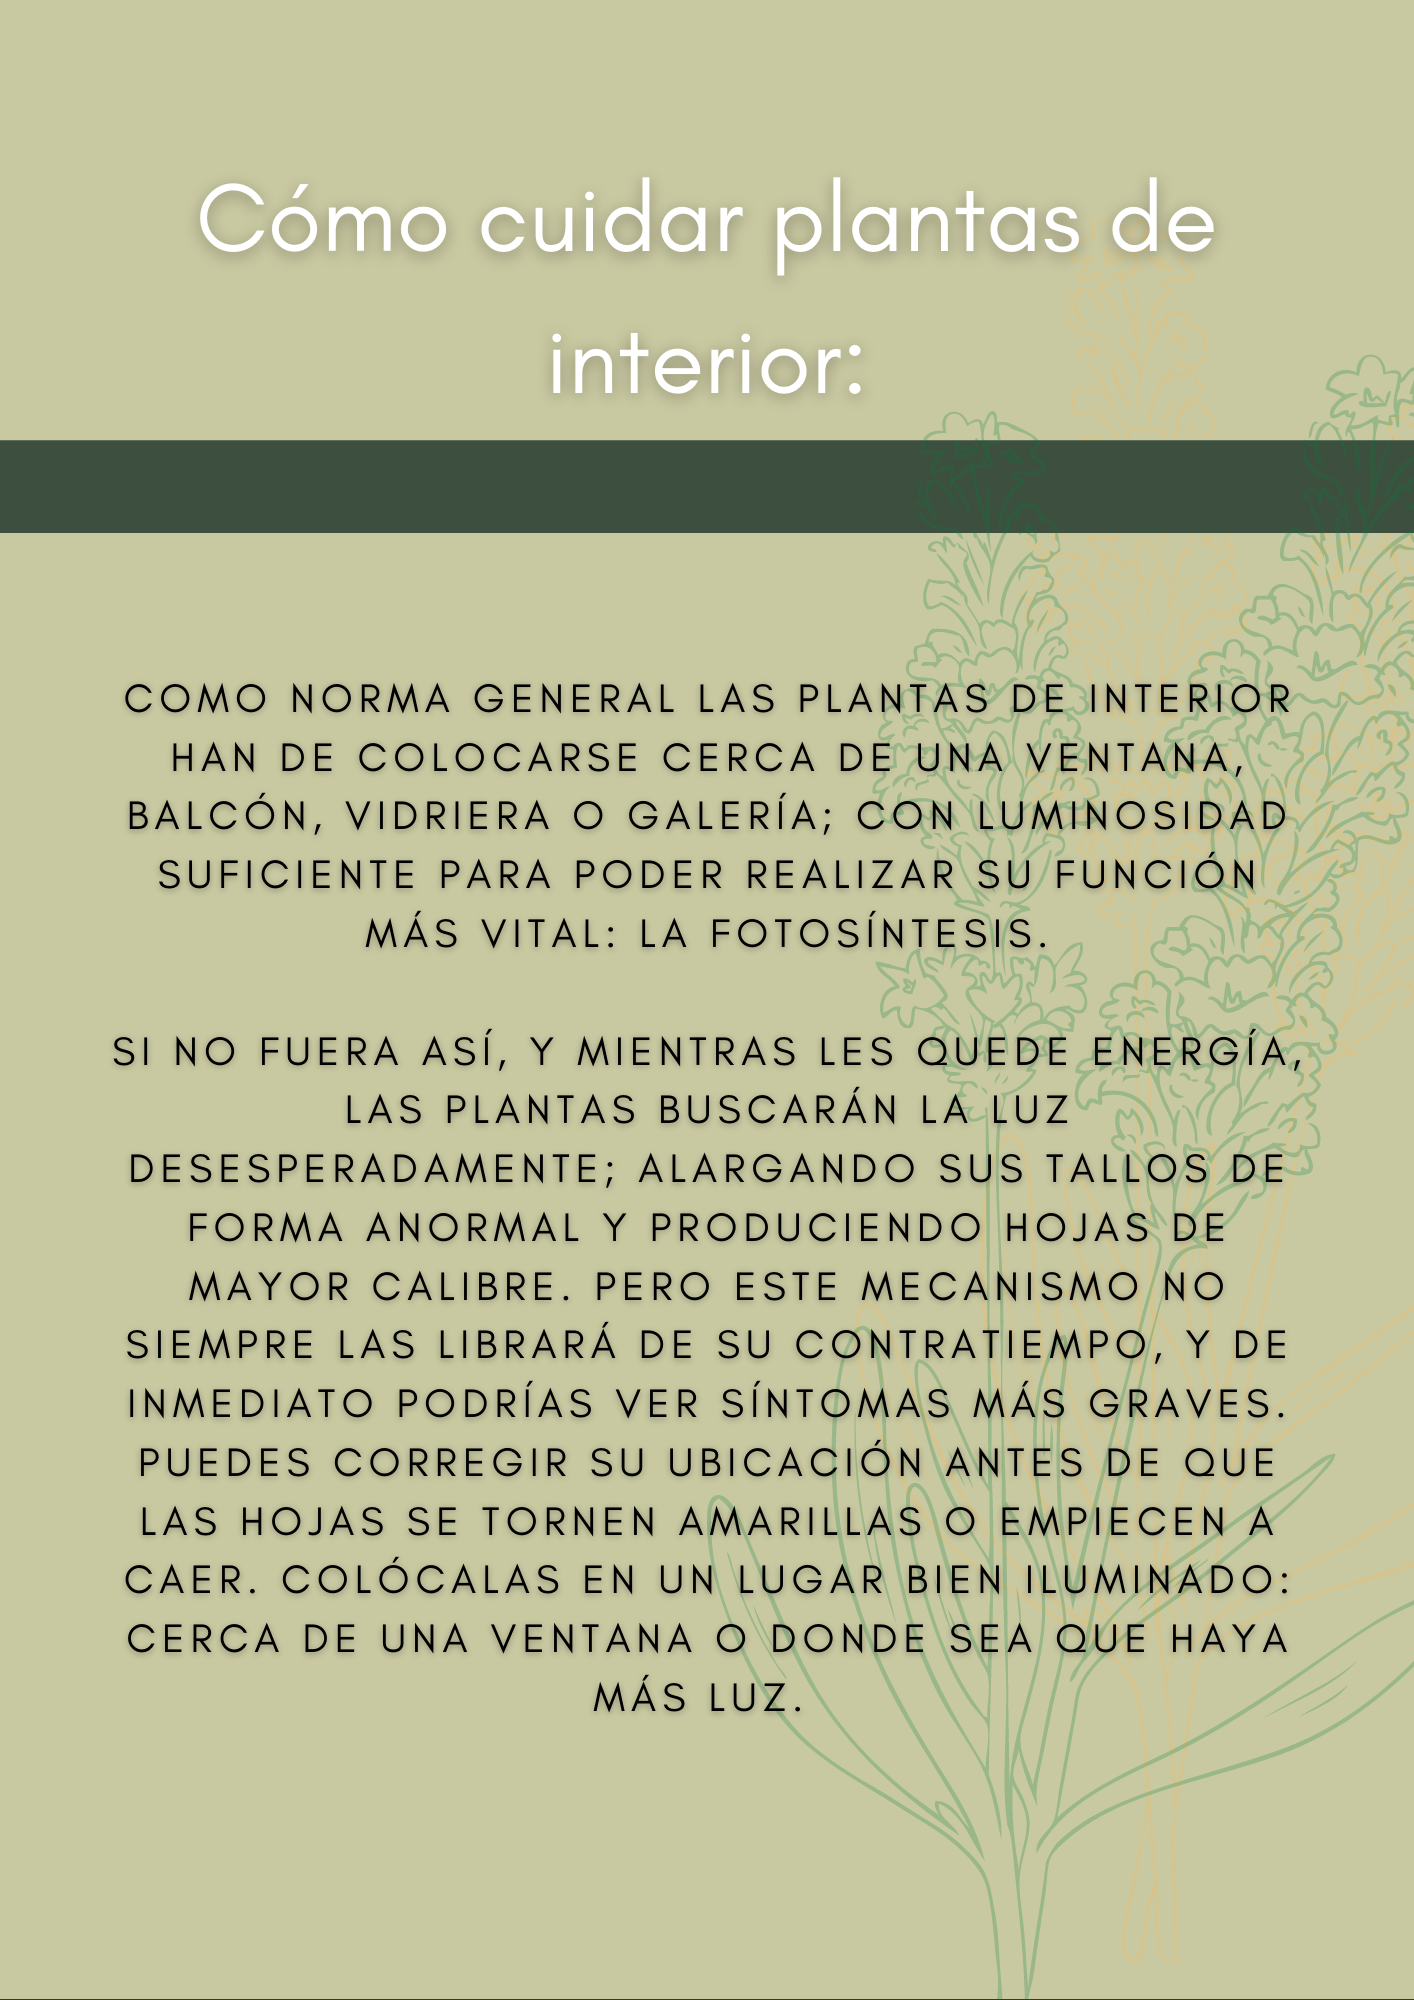 Cómo cuidar plantas de
interior:
COMO NORMA GENERAL LAS PLANTAS DE INTERIOR
HAN DE COLOCARSE CERCA DE UNA VENTANA,
BALCÓN, VIDRIERA O GALERÍA; CON LUMINOSIDAD
SUFICIENTE PARA PODER REALIZAR SU FUNCIÓN
MÁS VITAL: LA FOTOSÍNTESIS.
SI NO FUERA ASÍ, Y MIENTRAS LES QUEDE ENERGÍA,
LAS PLANTAS BUSCARÁN LA LUZ
DESESPERADAMENTE; ALARGANDO SUS TALLOS DE
FORMA ANORMAL Y PRODUCIENDO HOJAS DE
MAYOR CALIBRE. PERO ESTE MECANISMO NO
SIEMPRE LAS LIBRARÁ DE SU CONTRATIEMPO, Y DE
INMEDIATO PODRÍAS VER SÍNTOMAS MÁS GRAVES.
PUEDES CORREGIR SU UBICACIÓN ANTES DE QUE
LAS HOJAS SE TORNEN AMARILLAS O EMPIECEN A
CAER. COLÓCALAS EN UN LUGAR BIEN ILUMINADO:
CERCA DE UNA VENTANA O DONDE SEA QUE HAYA
MÁS LUZ.